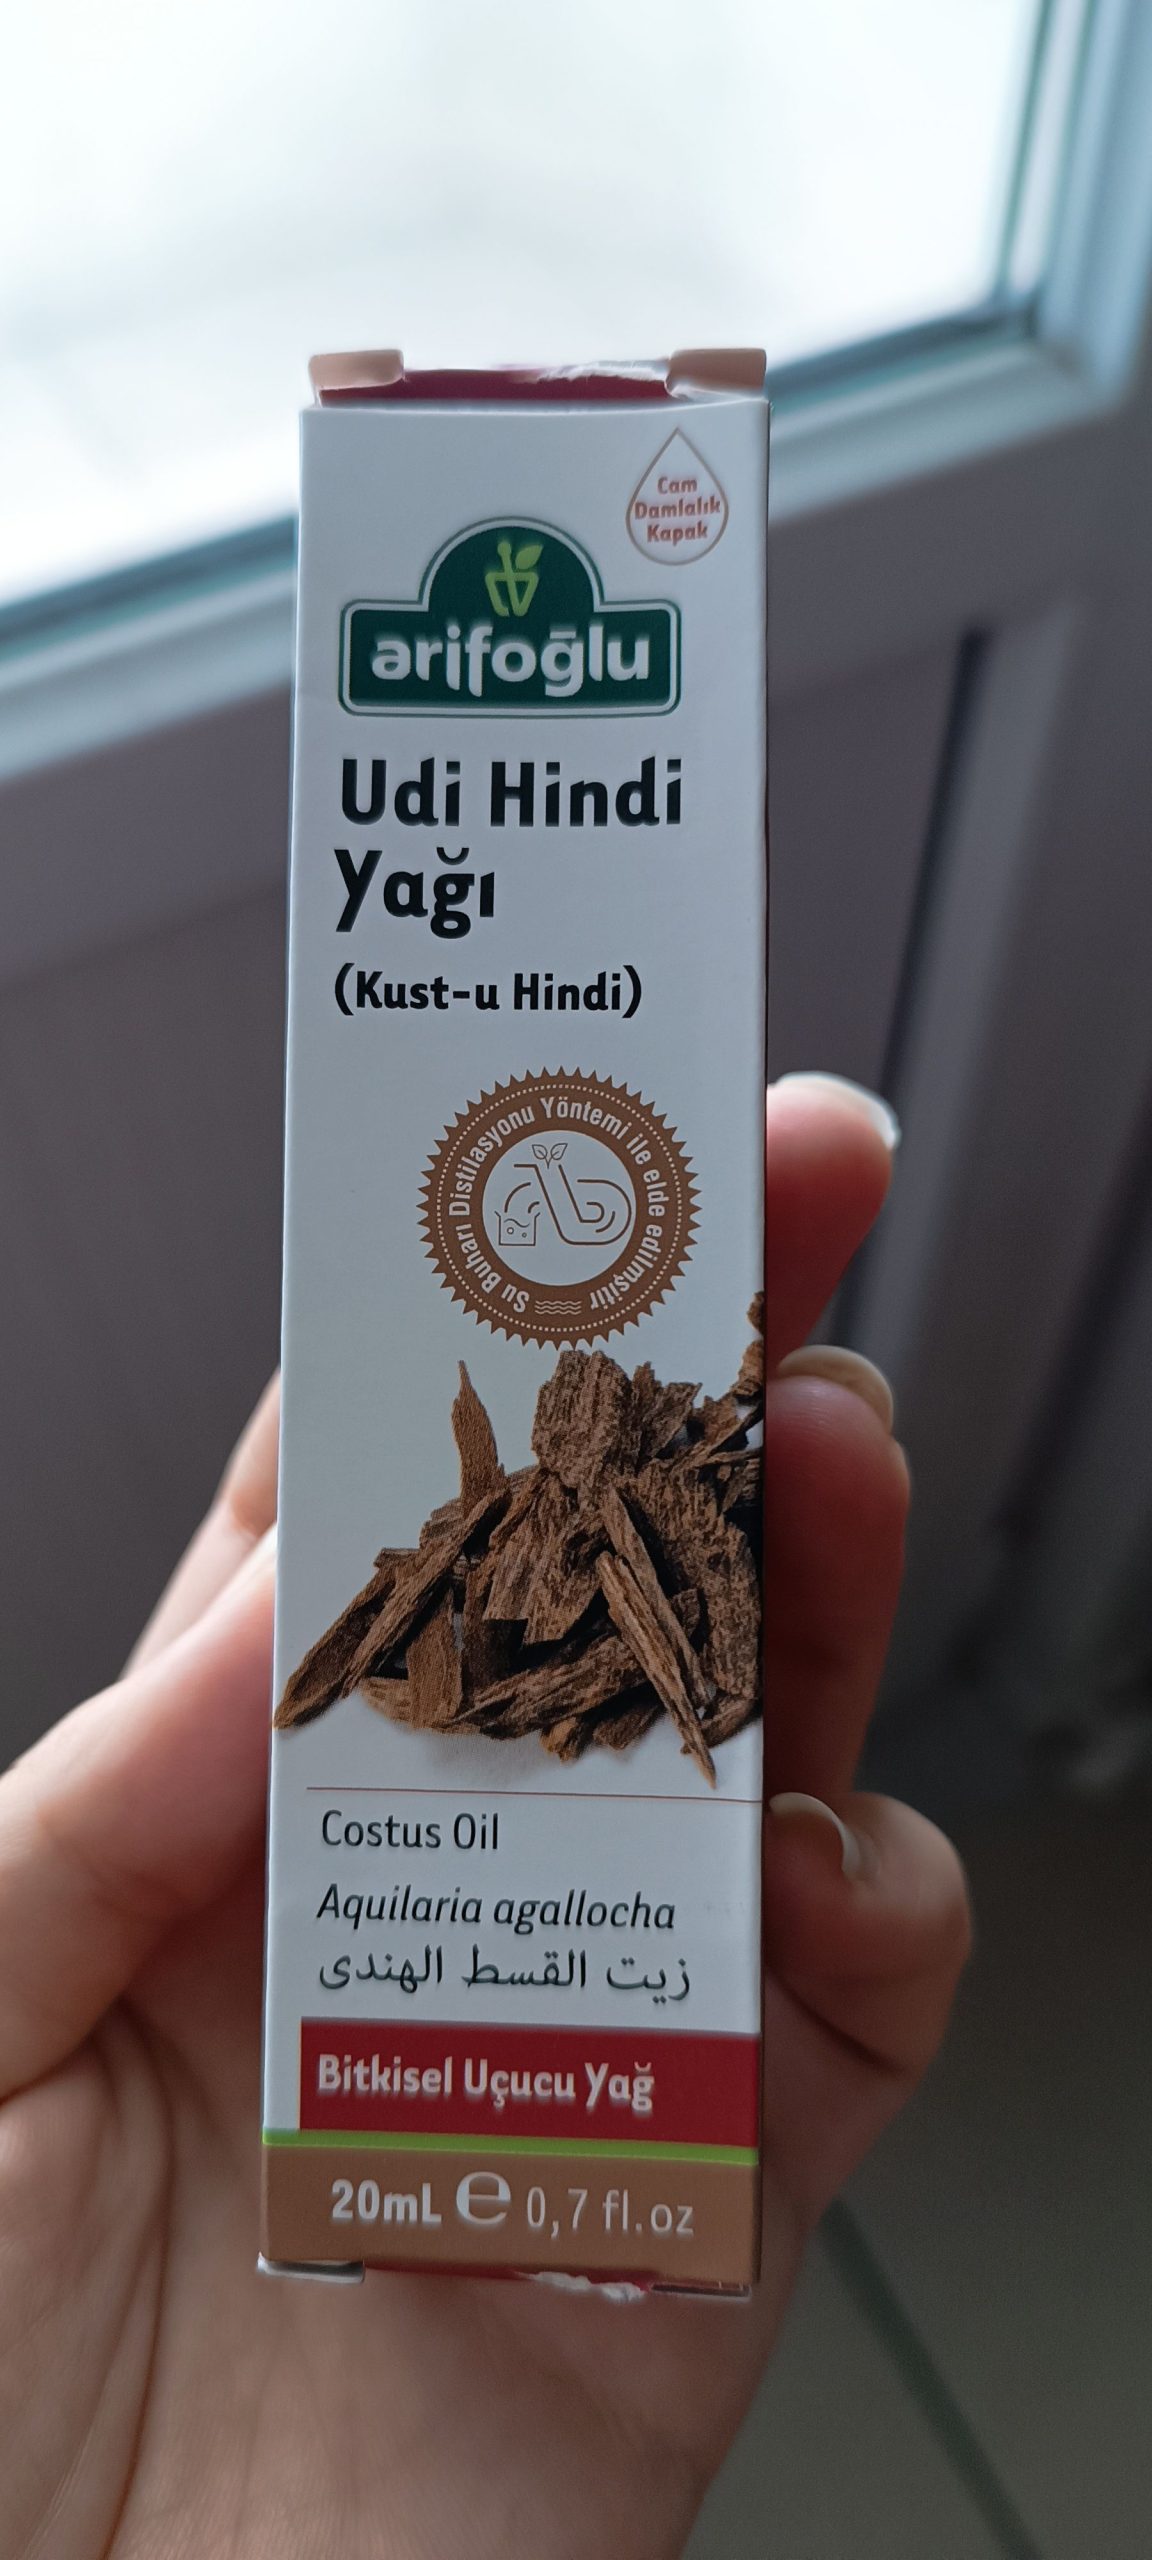 Cam
Damlalık
Kapak
arifoğlu
Udi Hindi
Yağı
(Kust-u Hindi)
Su Buharı Distilasyonu Yöntemi ile elde edilmşitir
Costus Oil
Aquilaria agallocha
زيت القسط الهندى
Bitkisel Uçucu Yağ
20mL ℮ 0,7 fl.oz